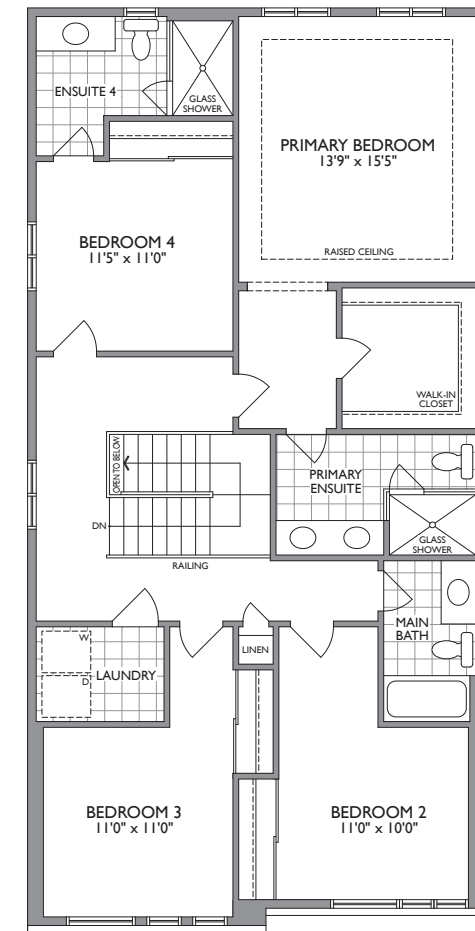 ENSUITE 4
GLASS
SHOWER
PRIMARY BEDROOM
13'9" x 15'5"
RAISED CEILING
BEDROOM 4
11'5" x 11'0"
WALK-IN
CLOSET
OPEN TO BELOW
PRIMARY
ENSUITE
DN
GLASS
SHOWER
RAILING
MAIN
BATH
W
LAUNDRY
D
LINEN
BEDROOM 3
11'0" x 11'0"
BEDROOM 2
11'0" x 10'0"